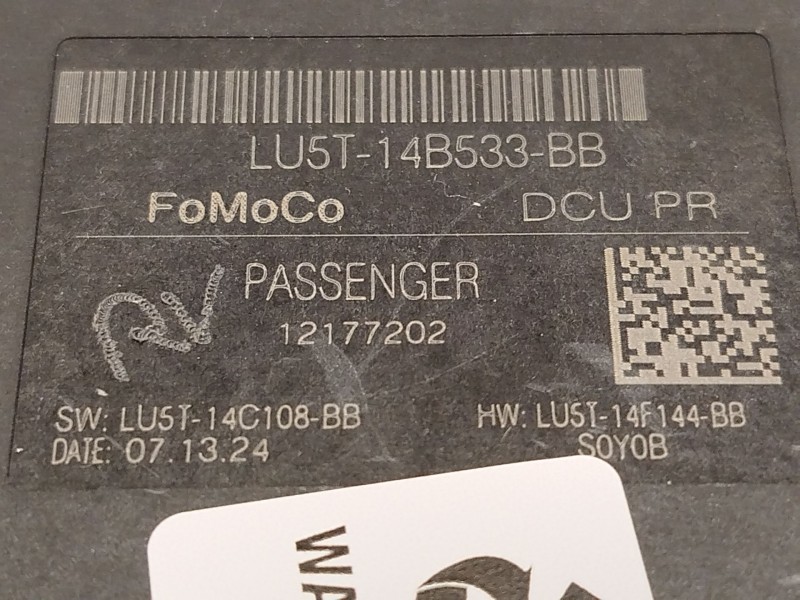 LU5T-14B533-BB
FoMoCo DCU PR
PASSENGER
12177202
SW: LU5T-14C108-BB HW: LU5T-14F144-BB
DATE: 07.13.24 S0Y0B